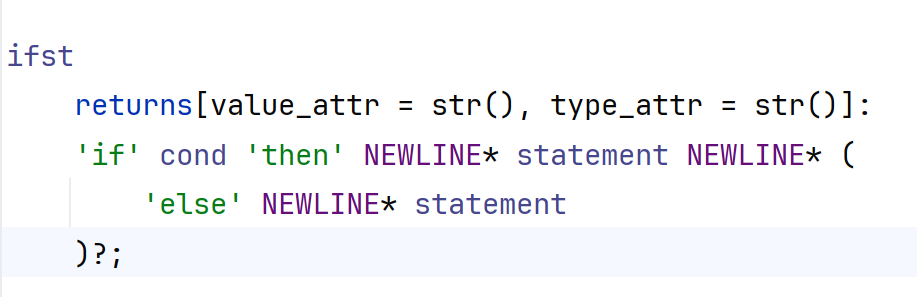 ifst
returns[value_attr = str(), type_attr = str()]:
'if' cond 'then' NEWLINE* statement NEWLINE* (
'else' NEWLINE* statement
)?;